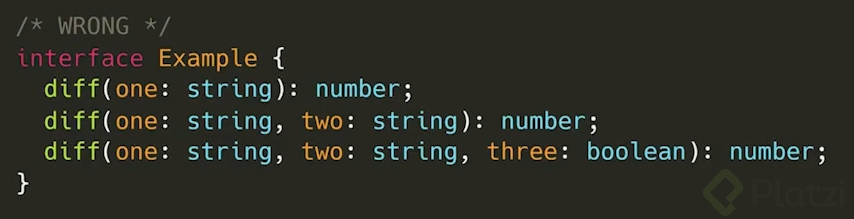 /* WRONG */
interface Example {
  diff(one: string): number;
  diff(one: string, two: string): number;
  diff(one: string, two: string, three: boolean): number;
}
Platzi